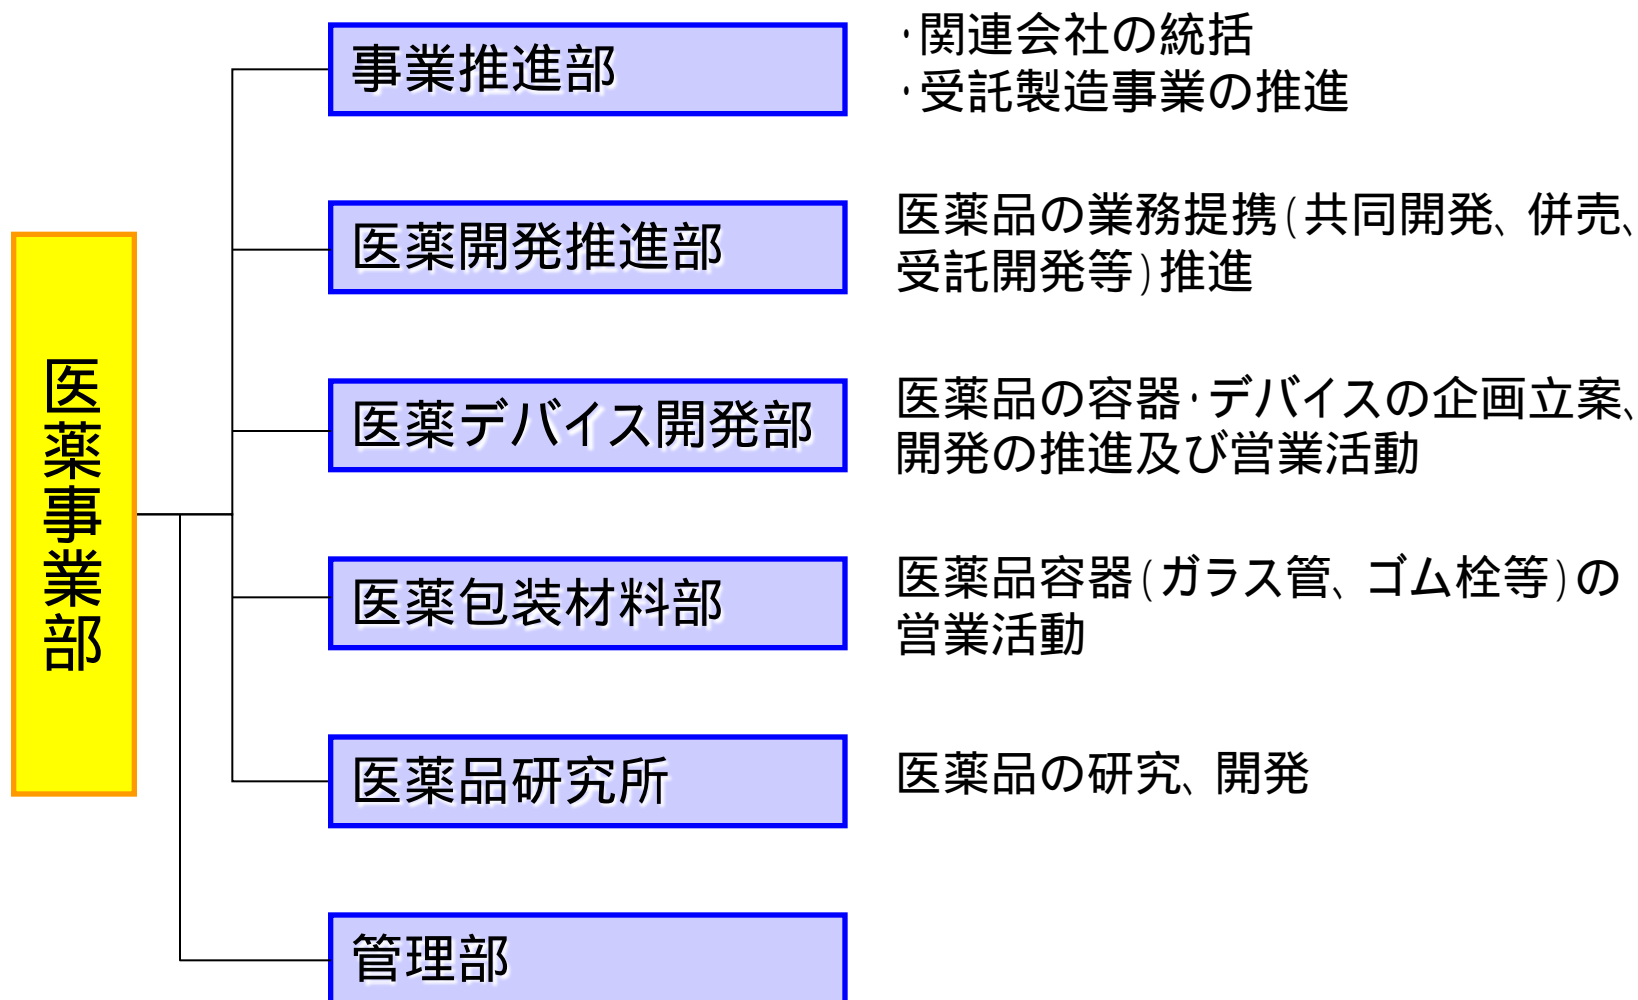 医薬事業部
事業推進部
・関連会社の統括
・受託製造事業の推進
医薬開発推進部
医薬品の業務提携(共同開発、併売、
受託開発等)推進
医薬デバイス開発部
医薬品の容器・デバイスの企画立案、
開発の推進及び営業活動
医薬包装材料部
医薬品容器(ガラス管、ゴム栓等)の
営業活動
医薬品研究所
医薬品の研究、開発
管理部